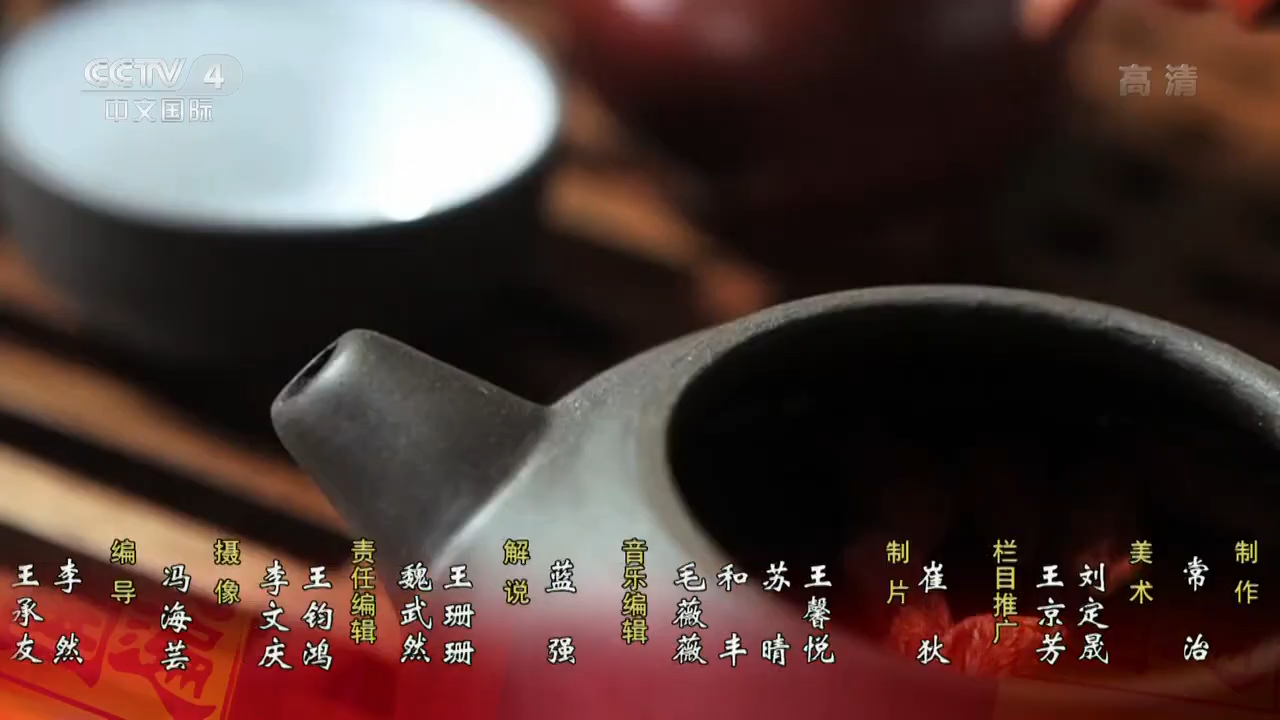 CCTV 4
中文国际
高清
王承友
李然
编导
冯海芸
摄像
李文庆
王钧鸿
责任编辑
魏武然
王珊珊
解说
蓝强
音乐编辑
毛薇薇
和丰
苏晴
王馨悦
制片
崔狄
栏目推广
王京芳
刘定晟
美术
常治
制作